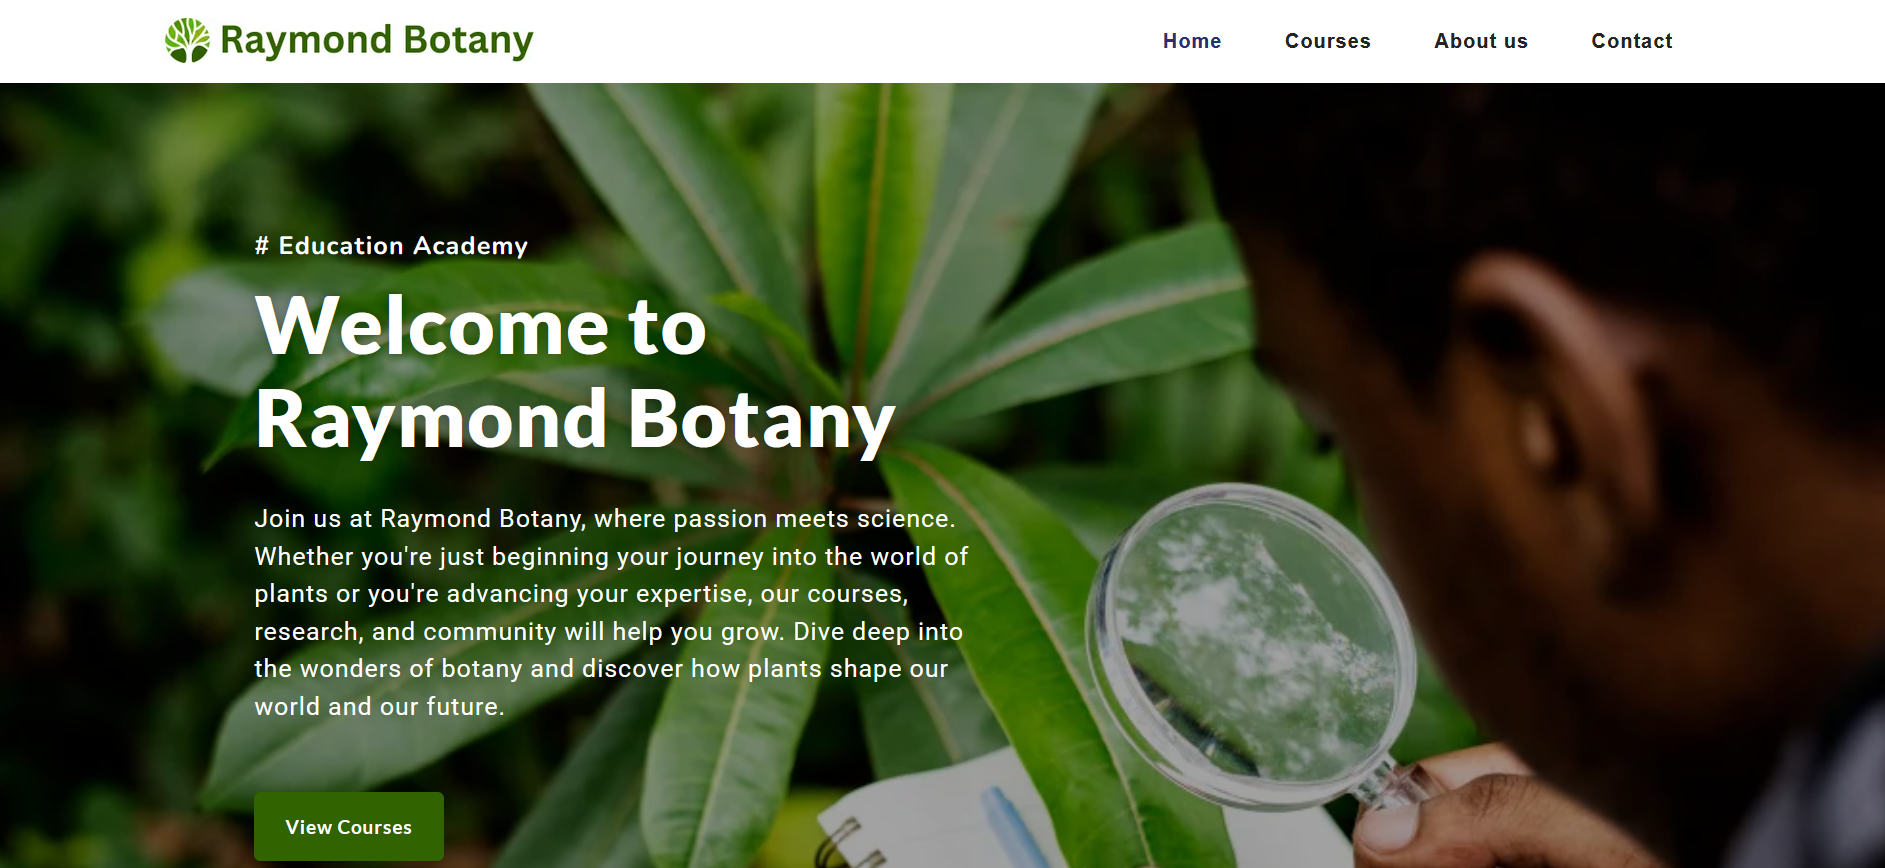 Raymond Botany
Home Courses About us Contact
# Education Academy
Welcome to
Raymond Botany
Join us at Raymond Botany, where passion meets science.
Whether you're just beginning your journey into the world of
plants or you're advancing your expertise, our courses,
research, and community will help you grow. Dive deep into
the wonders of botany and discover how plants shape our
world and our future.
View Courses